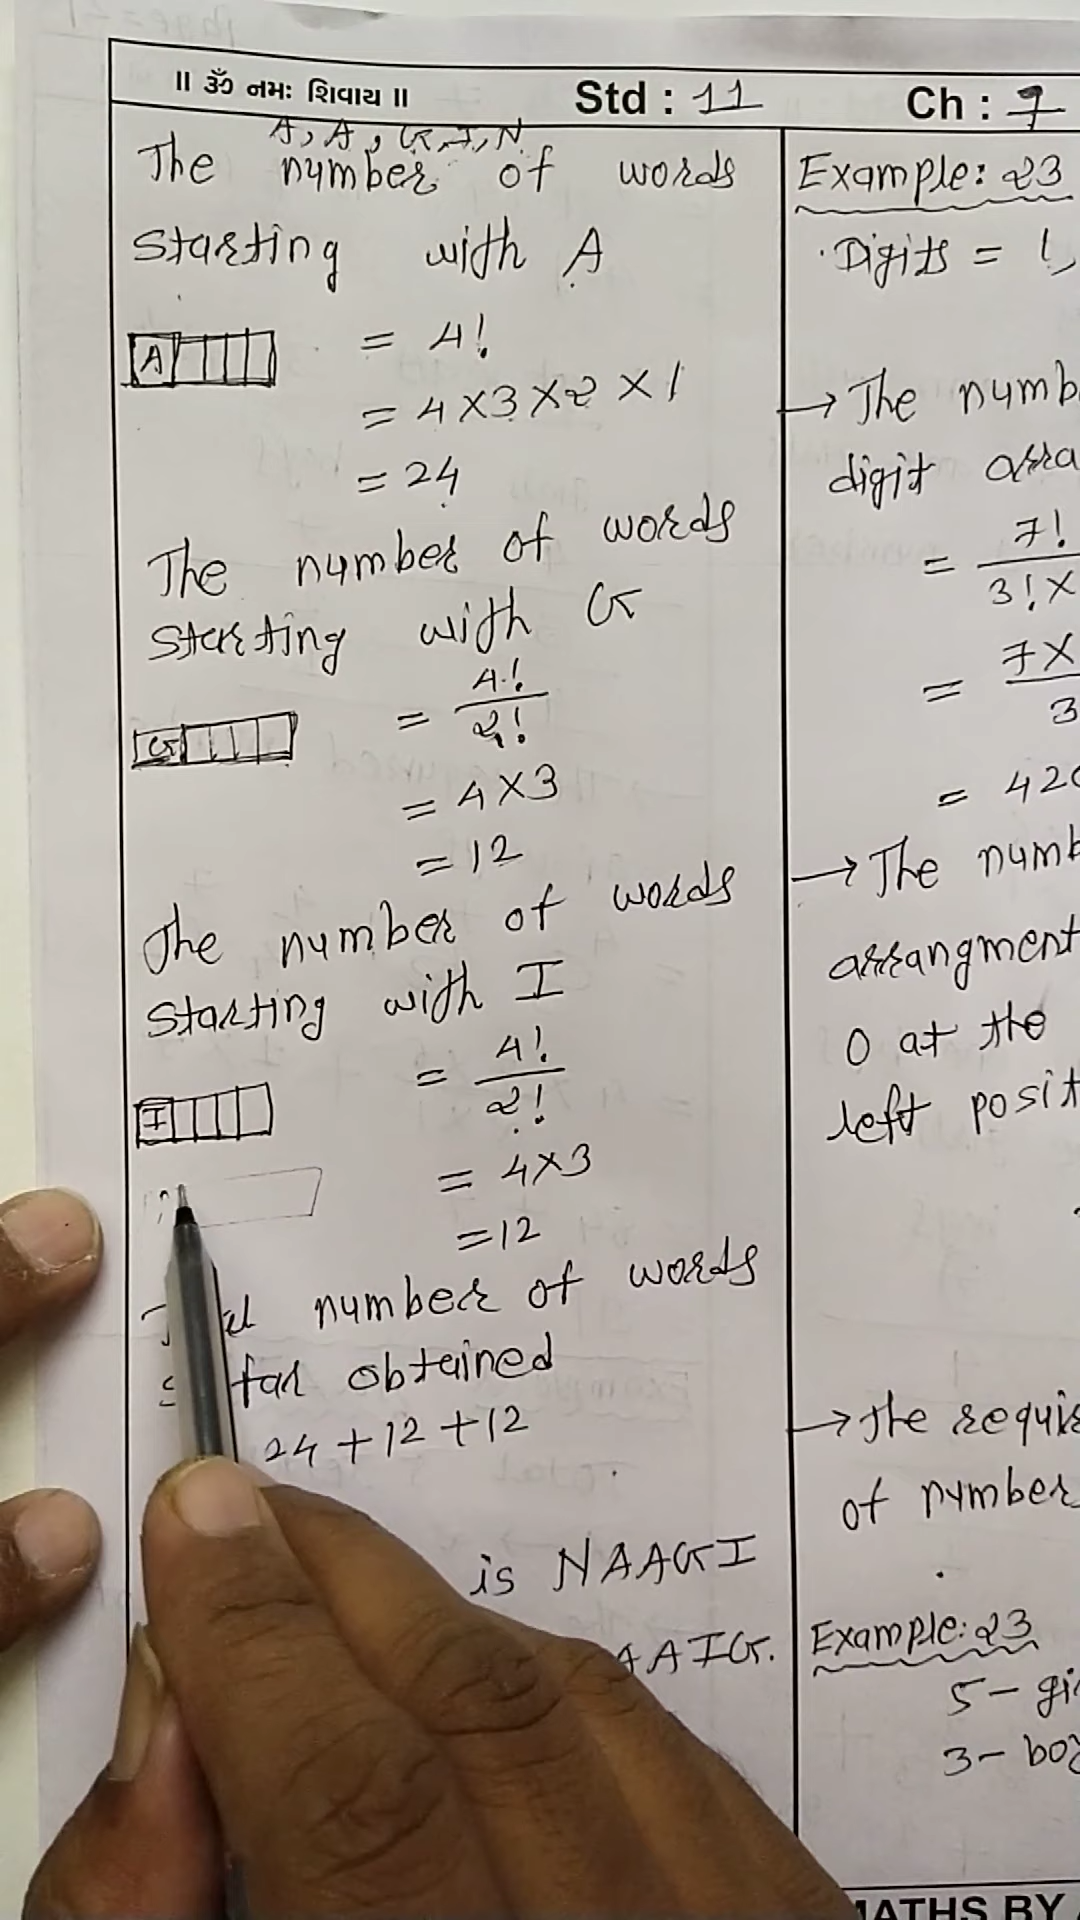 ॥ ૐ નમઃ શિવાય ॥ Std : 11 Ch : 7
A, A, G, I, N
The number of words
starting with A
A = 4!
= 4×3×2×1
= 24
The number of words
starting with G
G = 4!/2!
= 4×3
= 12
The number of words
starting with I
I = 4!/2!
= 4×3
= 12
number of words
far obtained
24 + 12 + 12
is NAAGI
AAIG.
Example: 23
Digits = 1,
→ The numb
digit arra
= 7!/3!×
= 7×/3
= 420
→ The numb
arrangment
0 at the
left posit
→ The requi
of number
Example: 23
5 - gi
3 - boy
MATHS BY